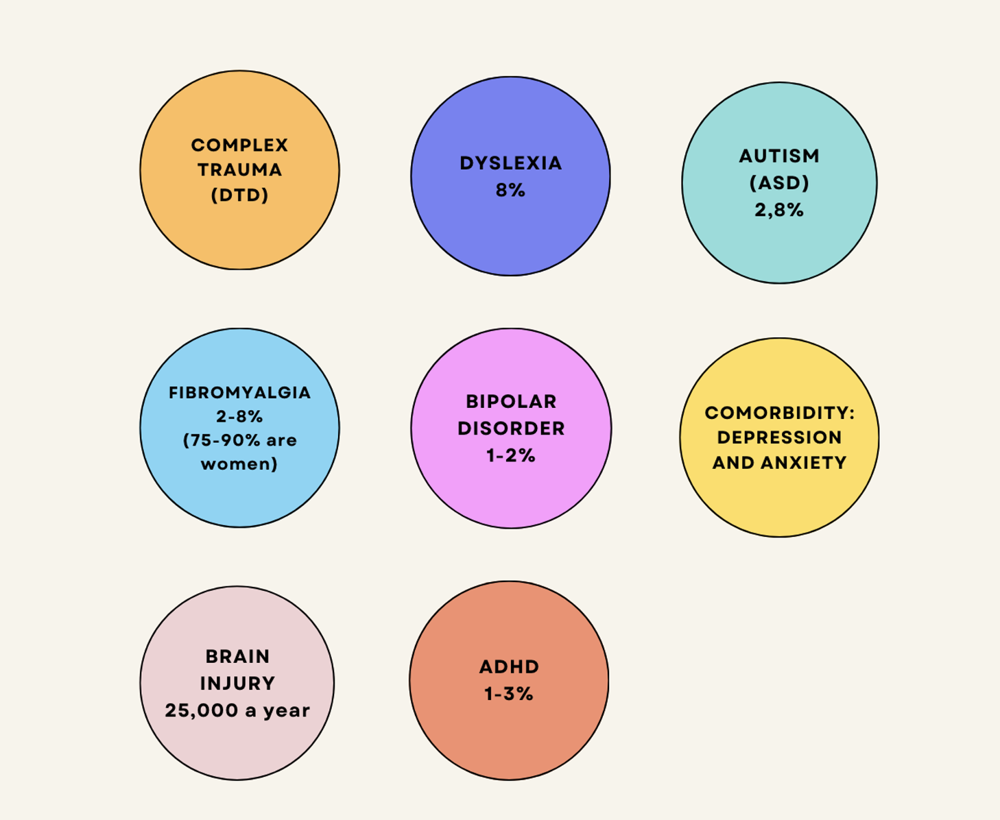 COMPLEX
TRAUMA
(DTD)
DYSLEXIA
8%
AUTISM
(ASD)
2,8%
FIBROMYALGIA
2-8%
(75-90% are
women)
BIPOLAR
DISORDER
1-2%
COMORBIDITY:
DEPRESSION
AND ANXIETY
BRAIN
INJURY
25,000 a year
ADHD
1-3%